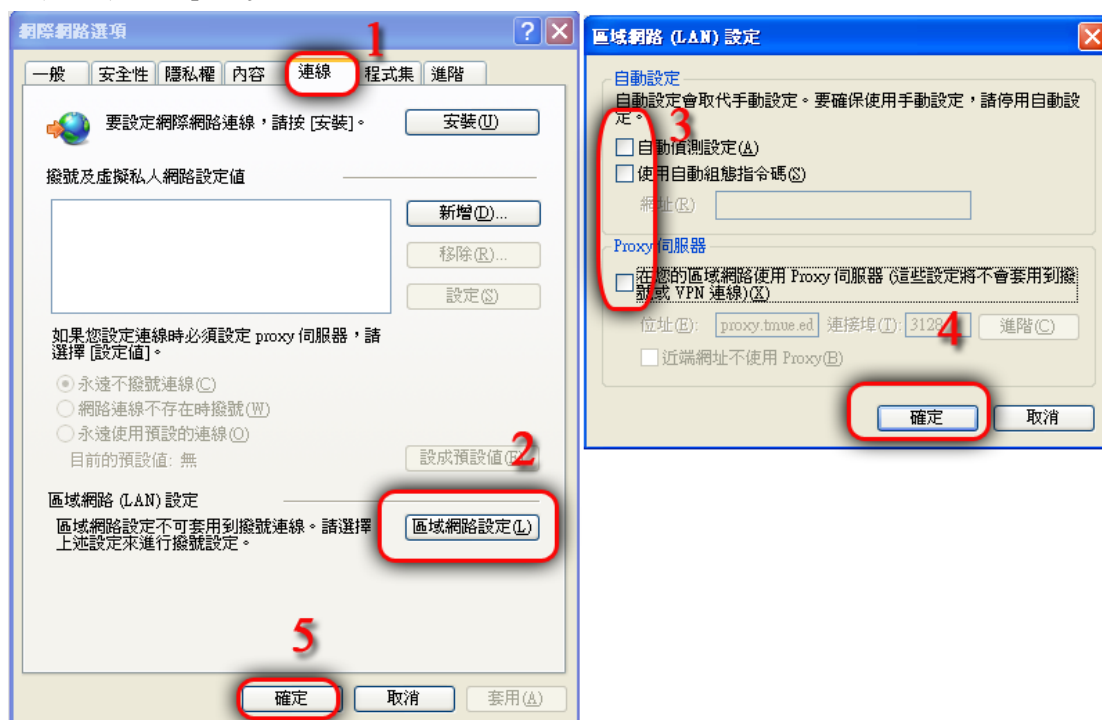 網際網路選項
1
一般 安全性 隱私權 內容 連線 程式集 進階
要設定網際網路連線,請按 [安裝]。
安裝(U)
撥號及虛擬私人網路設定值
新增(D)...
移除(R)...
設定(S)
如果您設定連線時必須設定 proxy 伺服器,請
選擇 [設定值]。
永遠不撥號連線(C)
網路連線不存在時撥號(W)
永遠使用預設的連線(O)
目前的預設值: 無
設成預設值
2
區域網路 (LAN) 設定
區域網路設定不可套用到撥號連線。請選擇
上述設定來進行撥號設定。
區域網路設定(L)
5
確定 取消 套用(A)
區域網路 (LAN) 設定
自動設定
自動設定會取代手動設定。要確保使用手動設定,請停用自動設
定。
3
自動偵測設定(A)
使用自動組態指令碼(S)
網址(R)
Proxy 伺服器
在您的區域網路使用 Proxy 伺服器 (這些設定將不會套用到撥
號或 VPN 連線)(X)
位址(E): proxy.tmue.ed 連接埠(T): 3128 進階(C)
4
近端網址不使用 Proxy(B)
確定 取消